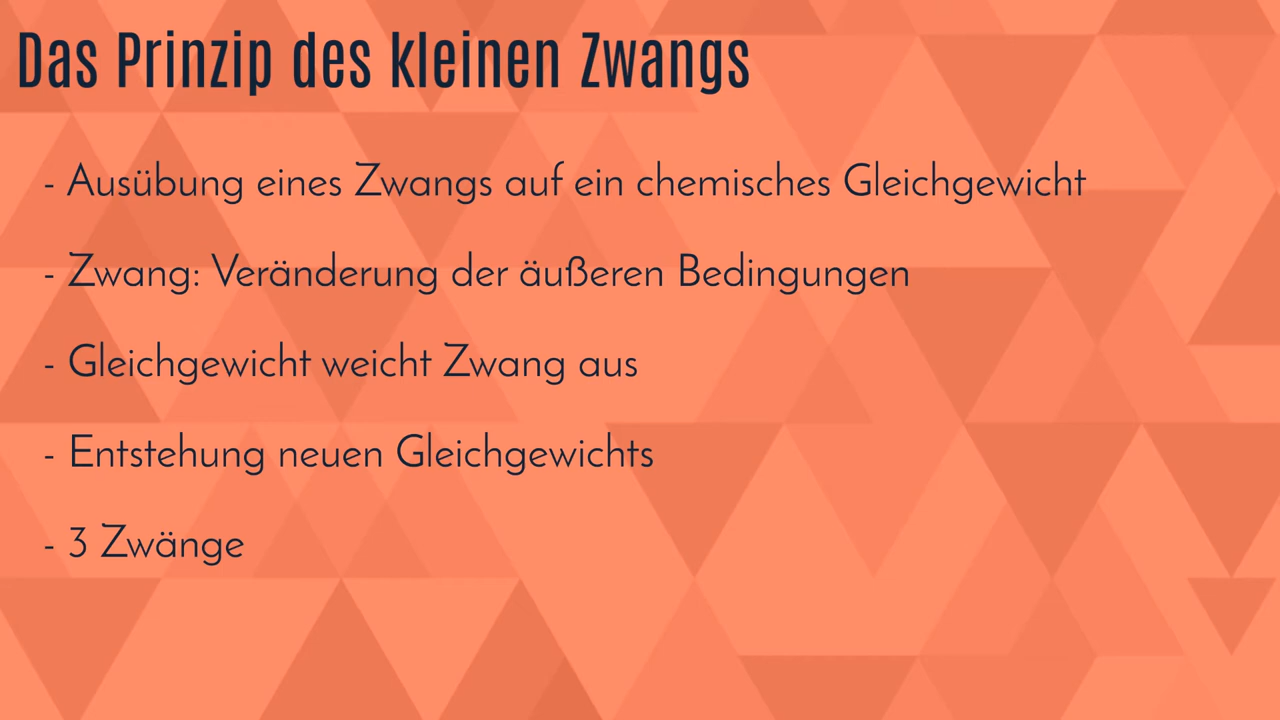 Das Prinzip des kleinen Zwangs
- Ausübung eines Zwangs auf ein chemisches Gleichgewicht
- Zwang: Veränderung der äußeren Bedingungen
- Gleichgewicht weicht Zwang aus
- Entstehung neuen Gleichgewichts
- 3 Zwänge